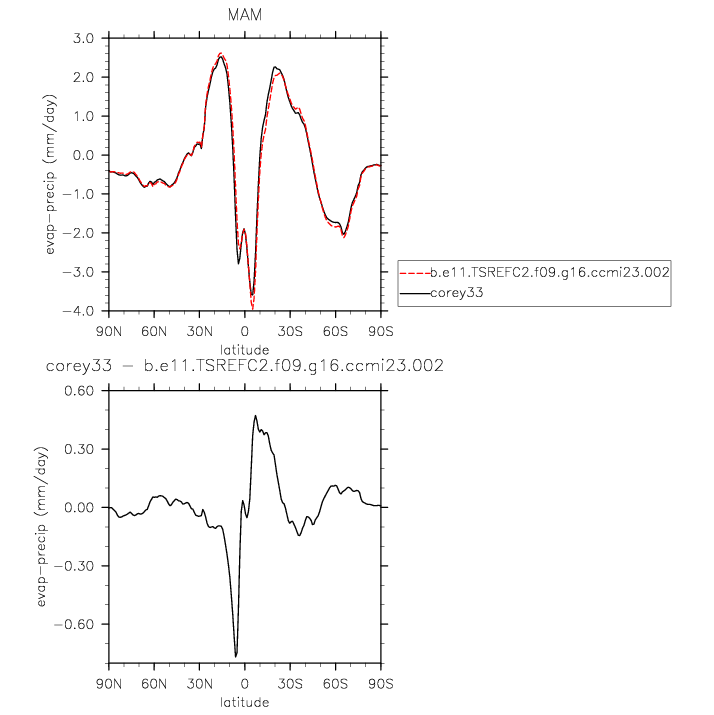 MAM
evap-precip (mm/day)
3.0
2.0
1.0
0.0
-1.0
-2.0
-3.0
-4.0
90N 60N 30N 0 30S 60S 90S
latitude
b.e11.TSREFC2.f09.g16.ccmi23.002
corey33
corey33 - b.e11.TSREFC2.f09.g16.ccmi23.002
evap-precip (mm/day)
0.60
0.30
0.00
-0.30
-0.60
90N 60N 30N 0 30S 60S 90S
latitude